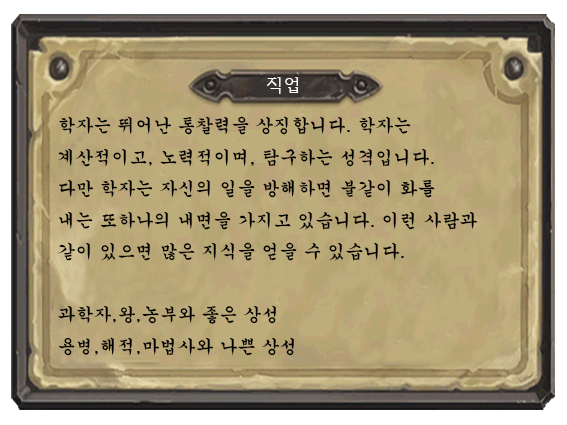 직업
학자는 뛰어난 통찰력을 상징합니다. 학자는
계산적이고, 노력적이며, 탐구하는 성격입니다.
다만 학자는 자신의 일을 방해하면 불같이 화를
내는 또하나의 내면을 가지고 있습니다. 이런 사람과
같이 있으면 많은 지식을 얻을 수 있습니다.
과학자,왕,농부와 좋은 상성
용병,해적,마법사와 나쁜 상성